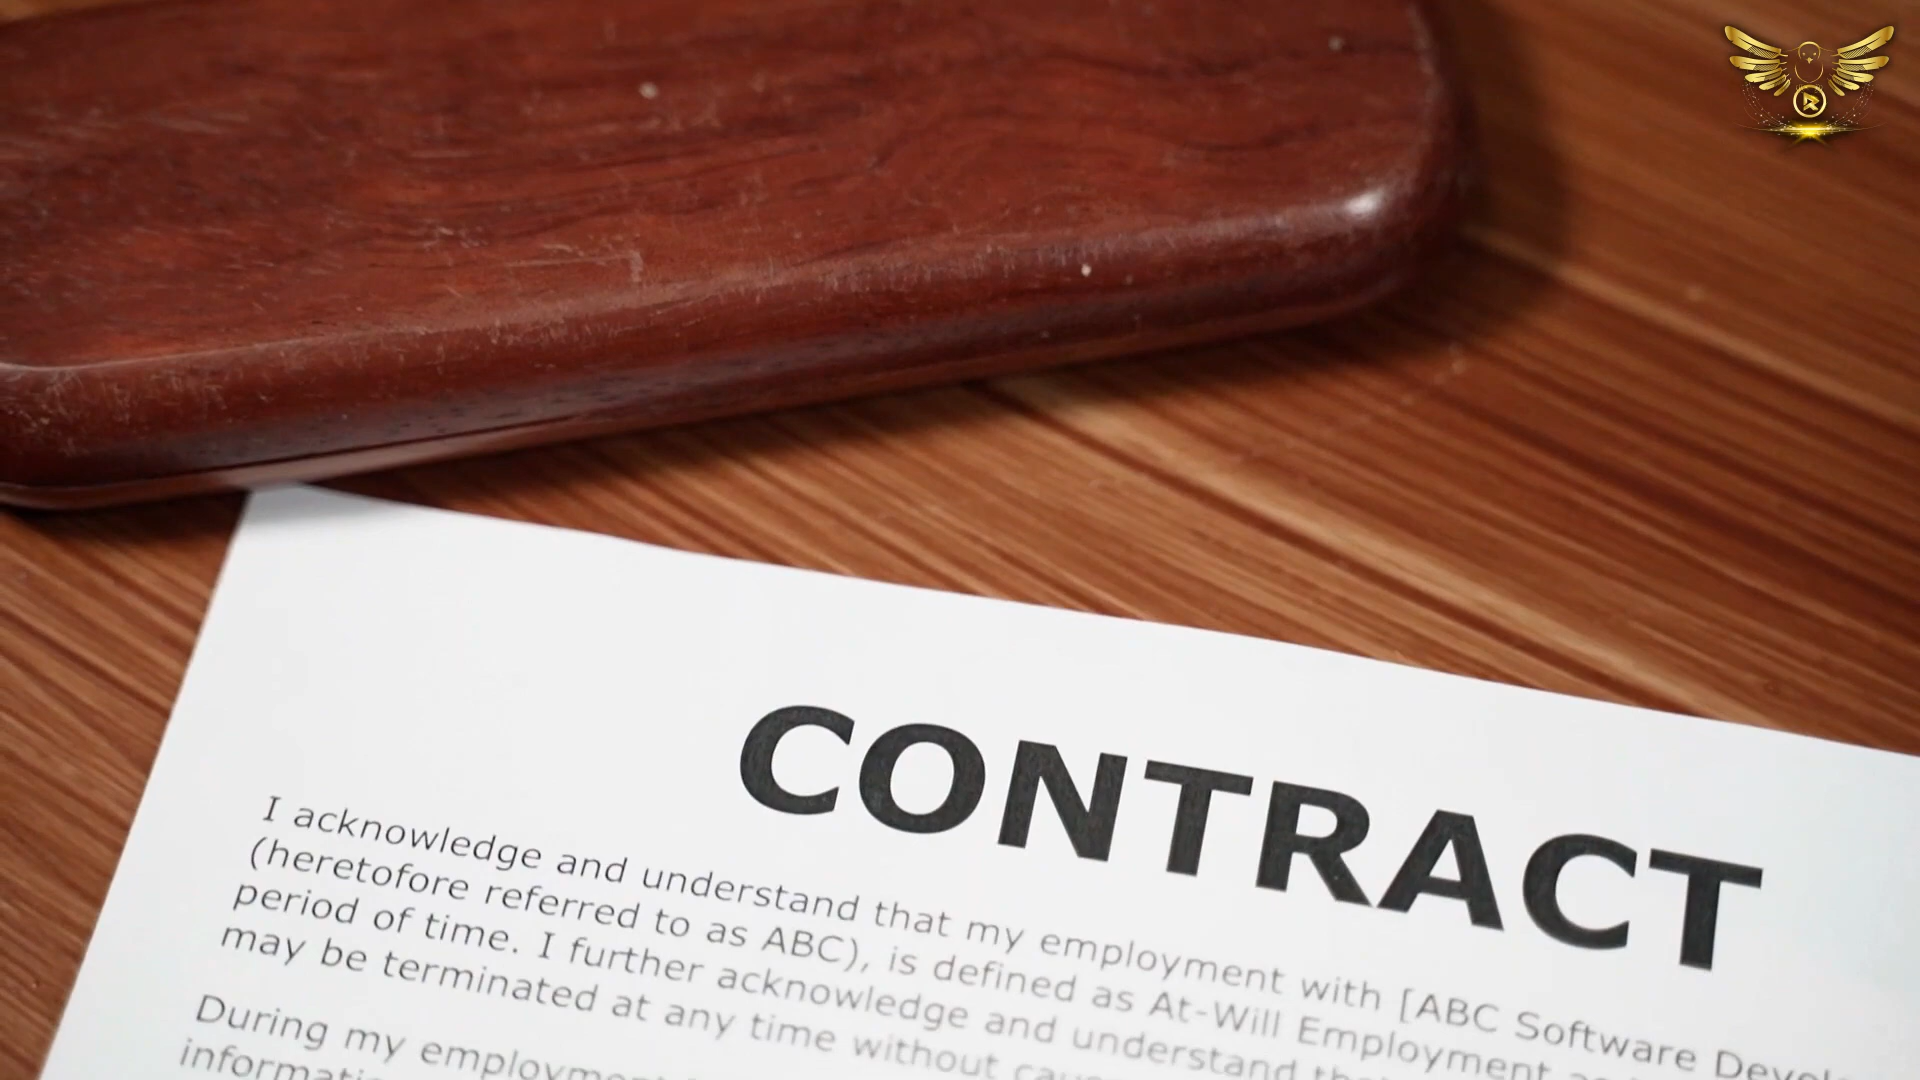 CONTRACT
I acknowledge and understand that my employment with [ABC Software
(heretofore referred to as ABC), is defined as At-Will Employment
period of time. I further acknowledge and understand
may be terminated at any time without
During my